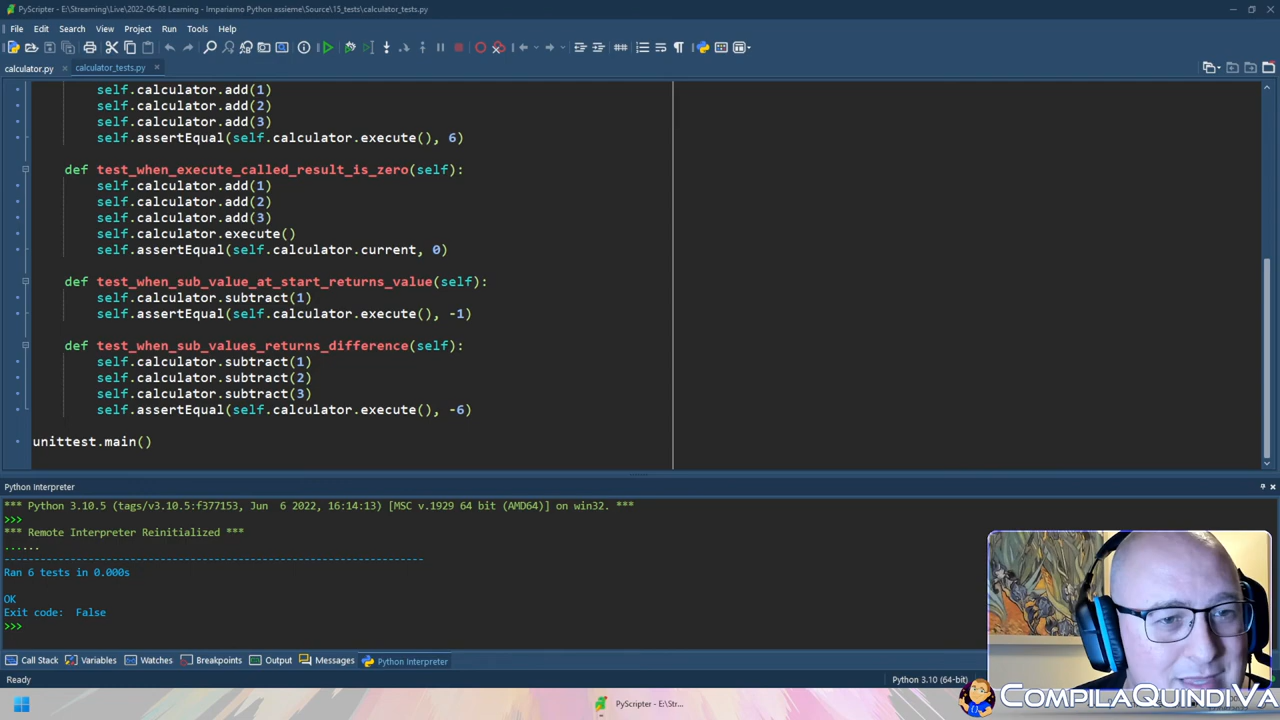 PyScripter - E:\Streaming\Live\2022-06-08 Learning - Impariamo Python assieme\Source\15_tests\calculator_tests.py
File Edit Search View Project Run Tools Help
calculator.py calculator_tests.py
self.calculator.add(1)
self.calculator.add(2)
self.calculator.add(3)
self.assertEqual(self.calculator.execute(), 6)
def test_when_execute_called_result_is_zero(self):
self.calculator.add(1)
self.calculator.add(2)
self.calculator.add(3)
self.calculator.execute()
self.assertEqual(self.calculator.current, 0)
def test_when_sub_value_at_start_returns_value(self):
self.calculator.subtract(1)
self.assertEqual(self.calculator.execute(), -1)
def test_when_sub_values_returns_difference(self):
self.calculator.subtract(1)
self.calculator.subtract(2)
self.calculator.subtract(3)
self.assertEqual(self.calculator.execute(), -6)
unittest.main()
Python Interpreter
*** Python 3.10.5 (tags/v3.10.5:f377153, Jun  6 2022, 16:14:13) [MSC v.1929 64 bit (AMD64)] on win32. ***
>>>
*** Remote Interpreter Reinitialized ***
......
----------------------------------------------------------------------
Ran 6 tests in 0.000s
OK
Exit code:  False
>>>
Call Stack Variables Watches Breakpoints Output Messages Python Interpreter
Ready Python 3.10 (64-bit)
PyScripter - E:\Stre...
COMPILAQUINDIVA